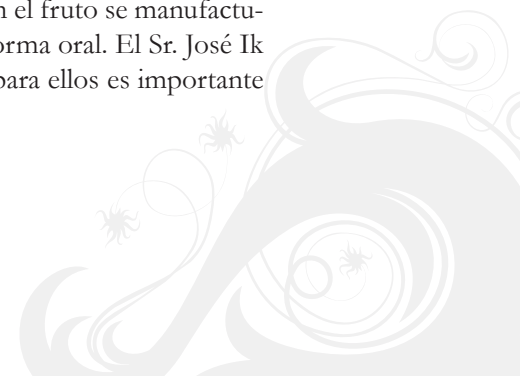 el fruto se manufactu-
orma oral. El Sr. José Ik
para ellos es importante